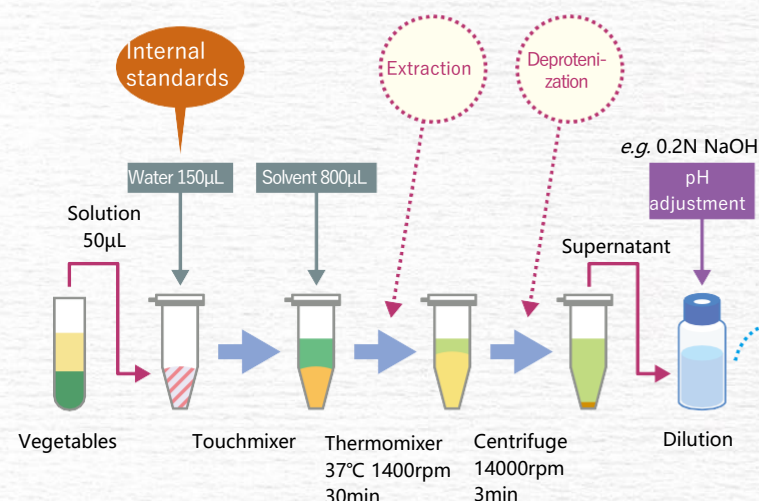 Internal
standards
Extraction
Deproteni-
zation
e.g. 0.2N NaOH
Water 150μL
Solvent 800μL
pH
adjustment
Solution
50μL
Supernatant
Vegetables
Touchmixer
Thermomixer
37℃ 1400rpm
30min
Centrifuge
14000rpm
3min
Dilution